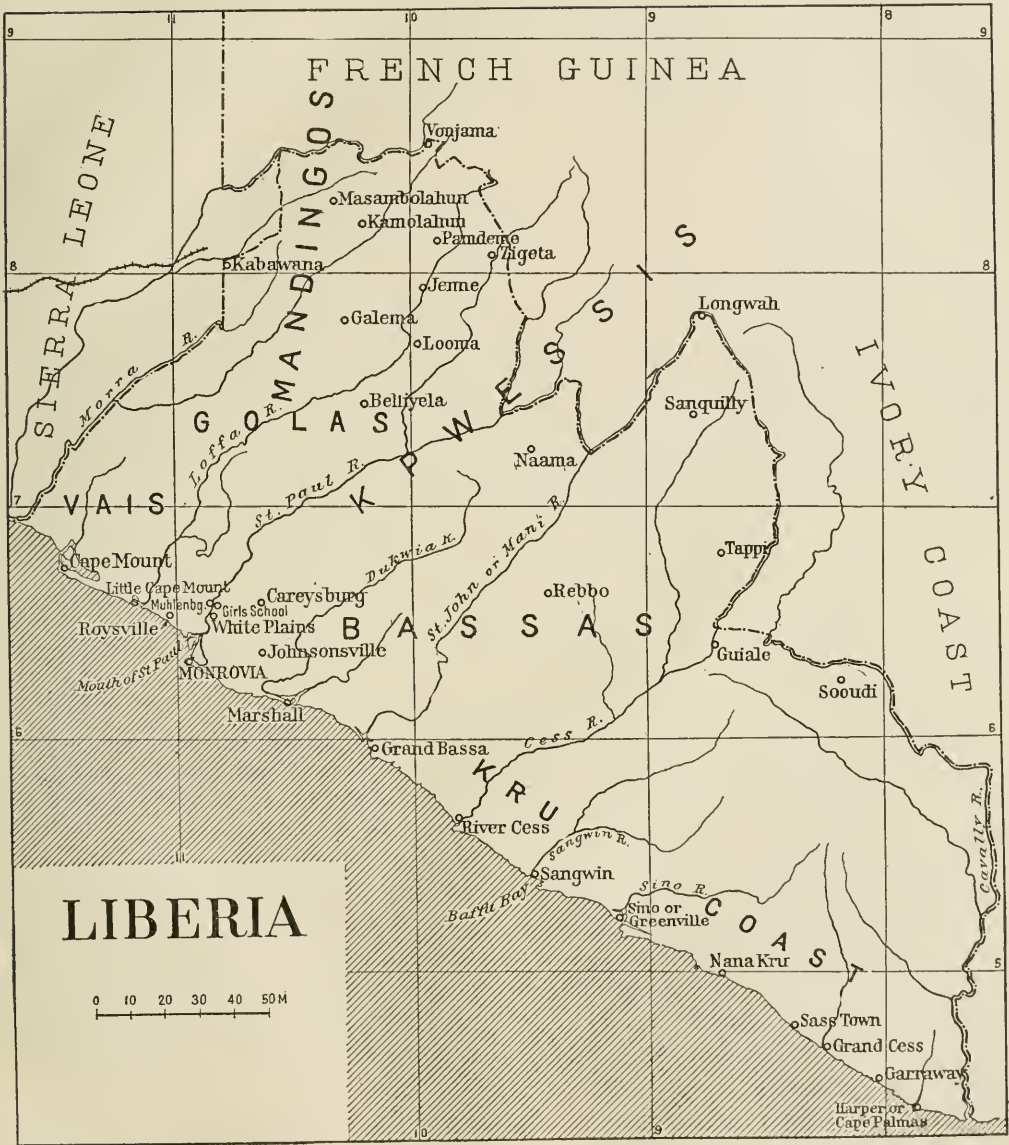 9
11
10
9
8
9
FRENCH GUINEA
SIERRA LEONE
MANDINGOS
Vonjama
Masambolahun
Kamolahun
Pamdeme
Zigeta
8
Kabawana
8
Jenne
Galema
Looma
Longwah
IVORY COAST
Morra R.
GOLAS
Loffa R.
Bellyela
KPWESSIS
Sanquilly
Naama
St. Paul R.
7
VAIS
7
Cape Mount
Dukwia R.
St. John or Mani R.
Tappi
Little Cape Mount
Muhlenbg.
Girls School
Careysburg
Rebbo
Roysville
White Plains
BASSAS
Mouth of St Paul
Johnsonsville
MONROVIA
Guiale
Sooudi
Marshall
6
Grand Bassa
Cess R.
6
KRU COAST
River Cess
Cavally R.
Sangwin R.
11
Sangwin
Baffu Bay
Sino R.
Sino or
Greenville
LIBERIA
Nana Kru
5
0 10 20 30 40 50 M
Sass Town
Grand Cess
Garraway
Harper or
Cape Palmas
10
9